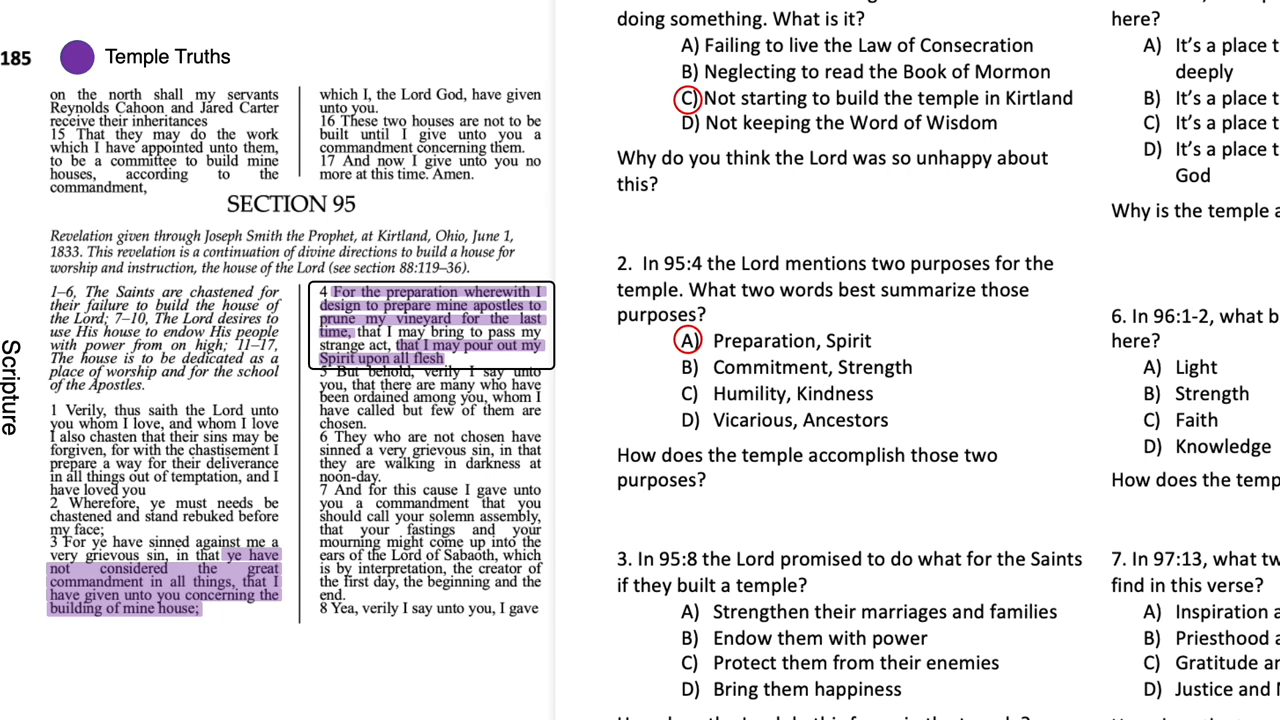 185
Temple Truths
on the north shall my servants
Reynolds Cahoon and Jared Carter
receive their inheritances
15 That they may do the work
which I have appointed unto them,
to be a committee to build mine
houses, according to the
commandment,
which I, the Lord God, have given
unto you.
16 These two houses are not to be
built until I give unto you a
commandment concerning them.
17 And now I give unto you no
more at this time. Amen.
SECTION 95
Revelation given through Joseph Smith the Prophet, at Kirtland, Ohio, June 1,
1833. This revelation is a continuation of divine directions to build a house for
worship and instruction, the house of the Lord (see section 88:119–36).
1–6, The Saints are chastened for
their failure to build the house of
the Lord; 7–10, The Lord desires to
use His house to endow His people
with power from on high; 11–17,
The house is to be dedicated as a
place of worship and for the school
of the Apostles.
1 Verily, thus saith the Lord unto
you whom I love, and whom I love
I also chasten that their sins may be
forgiven, for with the chastisement I
prepare a way for their deliverance
in all things out of temptation, and I
have loved you
2 Wherefore, ye must needs be
chastened and stand rebuked before
my face;
3 For ye have sinned against me a
very grievous sin, in that ye have
not considered the great
commandment in all things, that I
have given unto you concerning the
building of mine house;
4 For the preparation wherewith I
design to prepare mine apostles to
prune my vineyard for the last
time, that I may bring to pass my
strange act, that I may pour out my
Spirit upon all flesh
5 But behold, verily I say unto
you, that there are many who have
been ordained among you, whom I
have called but few of them are
chosen.
6 They who are not chosen have
sinned a very grievous sin, in that
they are walking in darkness at
noon-day.
7 And for this cause I gave unto
you a commandment that you
should call your solemn assembly,
that your fastings and your
mourning might come up into the
ears of the Lord of Sabaoth, which
is by interpretation, the creator of
the first day, the beginning and the
end.
8 Yea, verily I say unto you, I gave
Scripture
doing something. What is it?
A) Failing to live the Law of Consecration
B) Neglecting to read the Book of Mormon
C) Not starting to build the temple in Kirtland
D) Not keeping the Word of Wisdom
Why do you think the Lord was so unhappy about
this?
2. In 95:4 the Lord mentions two purposes for the
temple. What two words best summarize those
purposes?
A) Preparation, Spirit
B) Commitment, Strength
C) Humility, Kindness
D) Vicarious, Ancestors
How does the temple accomplish those two
purposes?
3. In 95:8 the Lord promised to do what for the Saints
if they built a temple?
A) Strengthen their marriages and families
B) Endow them with power
C) Protect them from their enemies
D) Bring them happiness
here?
A) It's a place t
deeply
B) It's a place t
C) It's a place t
D) It's a place t
God
Why is the temple a
6. In 96:1-2, what b
here?
A) Light
B) Strength
C) Faith
D) Knowledge
How does the temp
7. In 97:13, what tw
find in this verse?
A) Inspiration a
B) Priesthood a
C) Gratitude an
D) Justice and